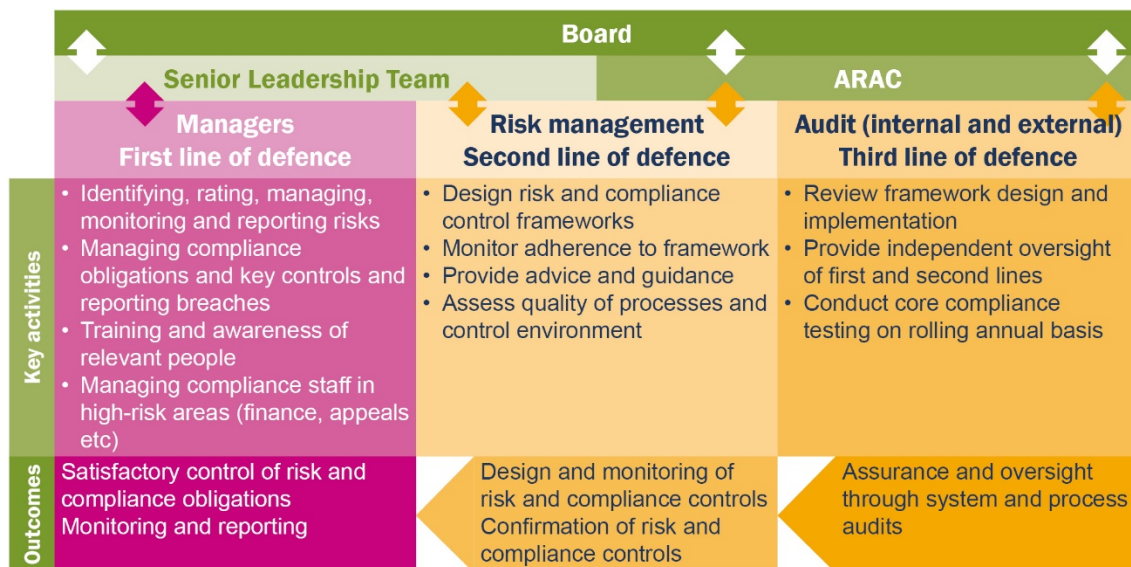 Board
Senior Leadership Team
ARAC
Managers
First line of defence
Risk management
Second line of defence
Audit (internal and external)
Third line of defence
Key activities
• Identifying, rating, managing,
monitoring and reporting risks
• Managing compliance
obligations and key controls and
reporting breaches
• Training and awareness of
relevant people
• Managing compliance staff in
high-risk areas (finance, appeals
etc)
• Design risk and compliance
control frameworks
• Monitor adherence to framework
• Provide advice and guidance
• Assess quality of processes and
control environment
• Review framework design and
implementation
• Provide independent oversight
of first and second lines
• Conduct core compliance
testing on rolling annual basis
Outcomes
Satisfactory control of risk and
compliance obligations
Monitoring and reporting
Design and monitoring of
risk and compliance controls
Confirmation of risk and
compliance controls
Assurance and oversight
through system and process
audits